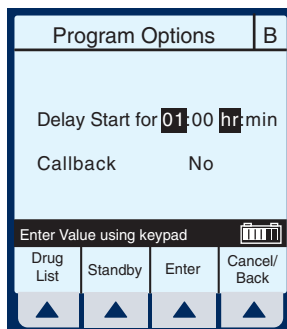 Program Options B
Delay Start for 01:00 hr:min
Callback No
Enter Value using keypad
Drug List
Standby
Enter
Cancel/Back